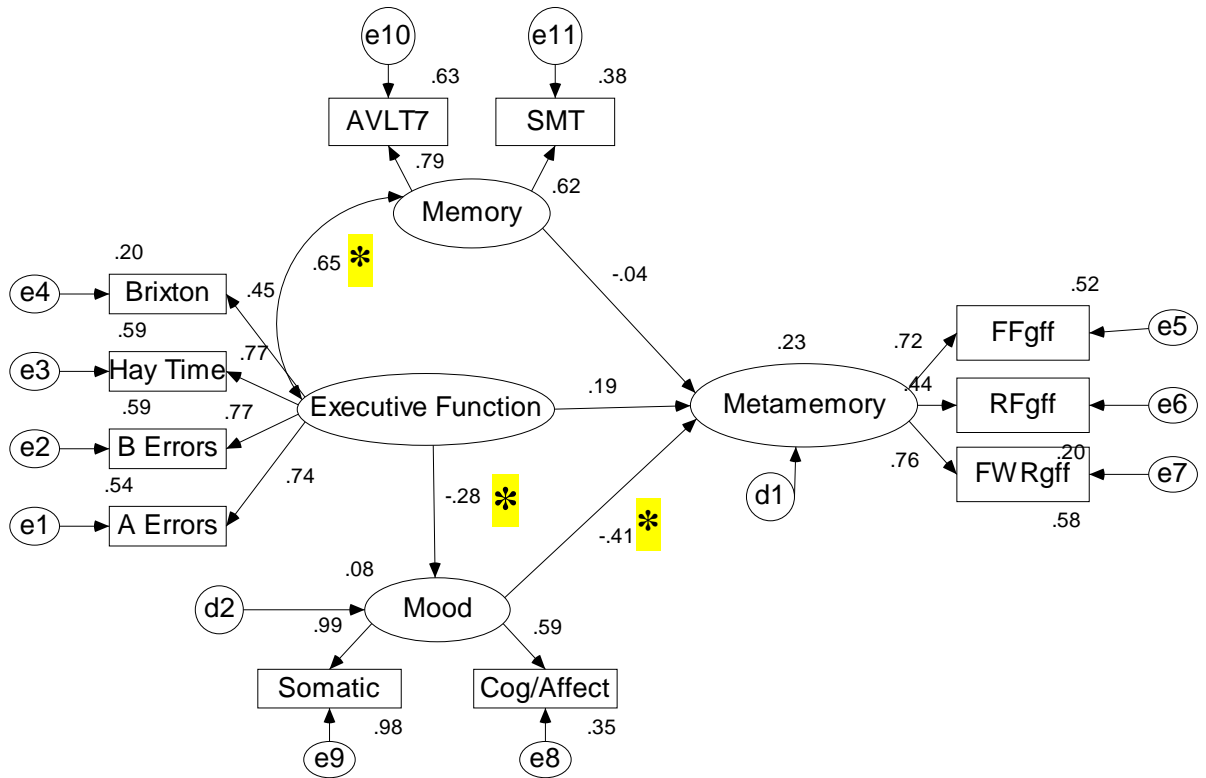 e10
e11
.63
.38
AVLT7
SMT
.79
.62
Memory
.20
.65 *
-.04
e4
Brixton
.45
.52
.59
FFgff
e5
e3
Hay Time
.77
.23
.72
.59
.77
Executive Function
.19
Metamemory
.44
RFgff
e6
e2
B Errors
.54
.74
.76
.20
FWRgff
e7
-.28 *
d1
e1
A Errors
-.41 *
.58
.08
d2
Mood
.99
.59
Somatic
Cog/Affect
.98
.35
e9
e8